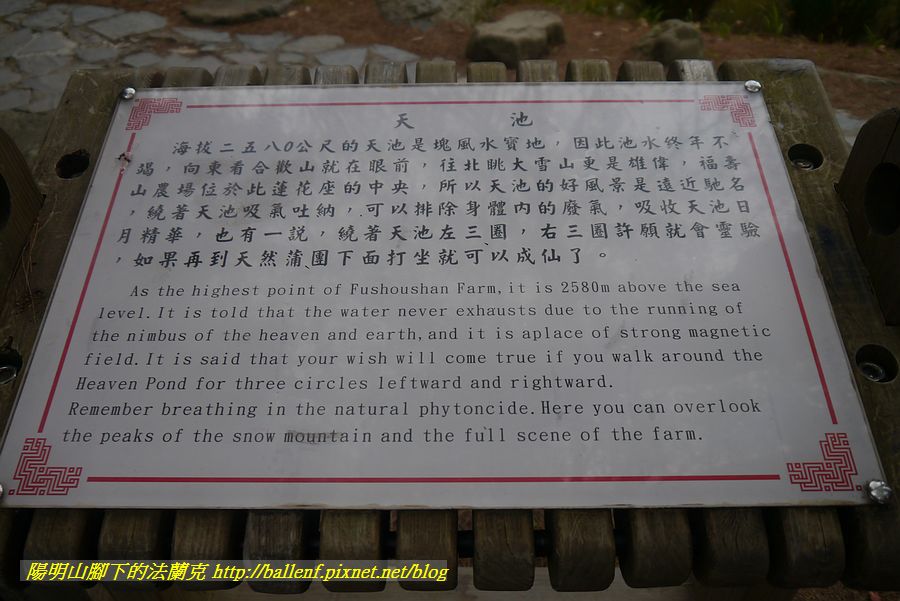 天 池
海拔二五八0公尺的天池是塊風水寶地，因此池水終年不
竭，向東看合歡山就在眼前，往北眺大雪山更是雄偉，福壽
山農場位於此蓮花座的中央，所以天池的好風景是遠近馳名
，繞著天池吸氣吐納，可以排除身體內的廢氣，吸收天池日
月精華，也有一説，繞著天池左三圈，右三圈許願就會靈驗
，如果再到天然蒲團下面打坐就可以成仙了。
As the highest point of Fushoushan Farm, it is 2580m above the sea
level. It is told that the water never exhausts due to the running of
the nimbus of the heaven and earth, and it is aplace of strong magnetic
field. It is said that your wish will come true if you walk around the
Heaven Pond for three circles leftward and rightward.
Remember breathing in the natural phytoncide. Here you can overlook
the peaks of the snow mountain and the full scene of the farm.
陽明山腳下的法蘭克 http://ballenf.pixnet.net/blog